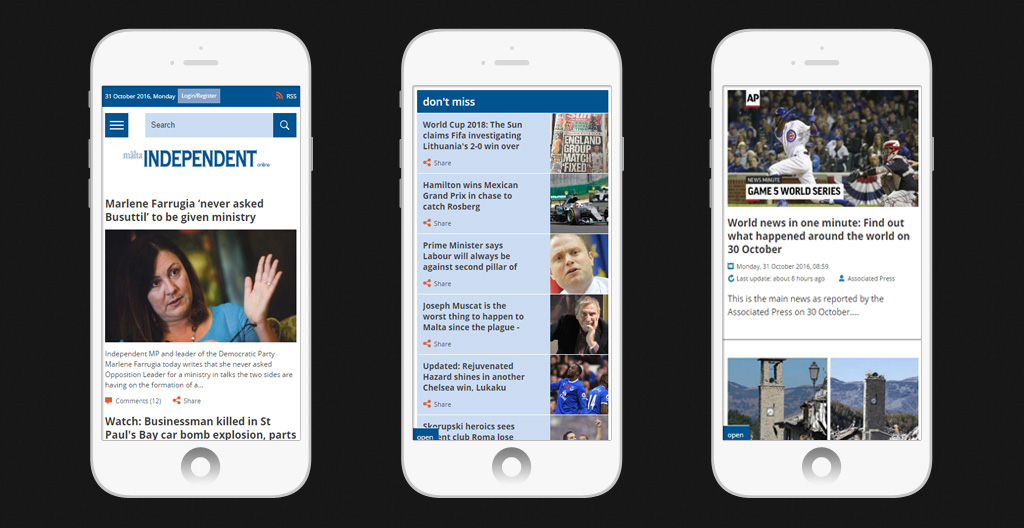 31 October 2016, Monday Login/Register RSS
Search
malta INDEPENDENT online
Marlene Farrugia ‘never asked
Busuttil’ to be given ministry
Independent MP and leader of the Democratic Party
Marlene Farrugia today writes that she never asked
Opposition Leader for a ministry in talks the two sides are
having on the formation of a...
Comments (12) Share
Watch: Businessman killed in St
Paul's Bay car bomb explosion, parts
don't miss
World Cup 2018: The Sun
claims Fifa investigating
Lithuania's 2-0 win over
Share
ENGLAND
GROUP
MATCH
'FIXED'
Hamilton wins Mexican
Grand Prix in chase to
catch Rosberg
Share
Prime Minister says
Labour will always be
against second pillar of
Share
Joseph Muscat is the
worst thing to happen to
Malta since the plague -
Share
Updated: Rejuvenated
Hazard shines in another
Chelsea win, Lukaku
Share
14
Skorupski heroics sees
ent club Roma lose
open
AP
NEWS MINUTE
GAME 5 WORLD SERIES
World news in one minute: Find out
what happened around the world on
30 October
Monday, 31 October 2016, 08:59
Last update: about 8 hours ago Associated Press
This is the main news as reported by the
Associated Press on 30 October....
open